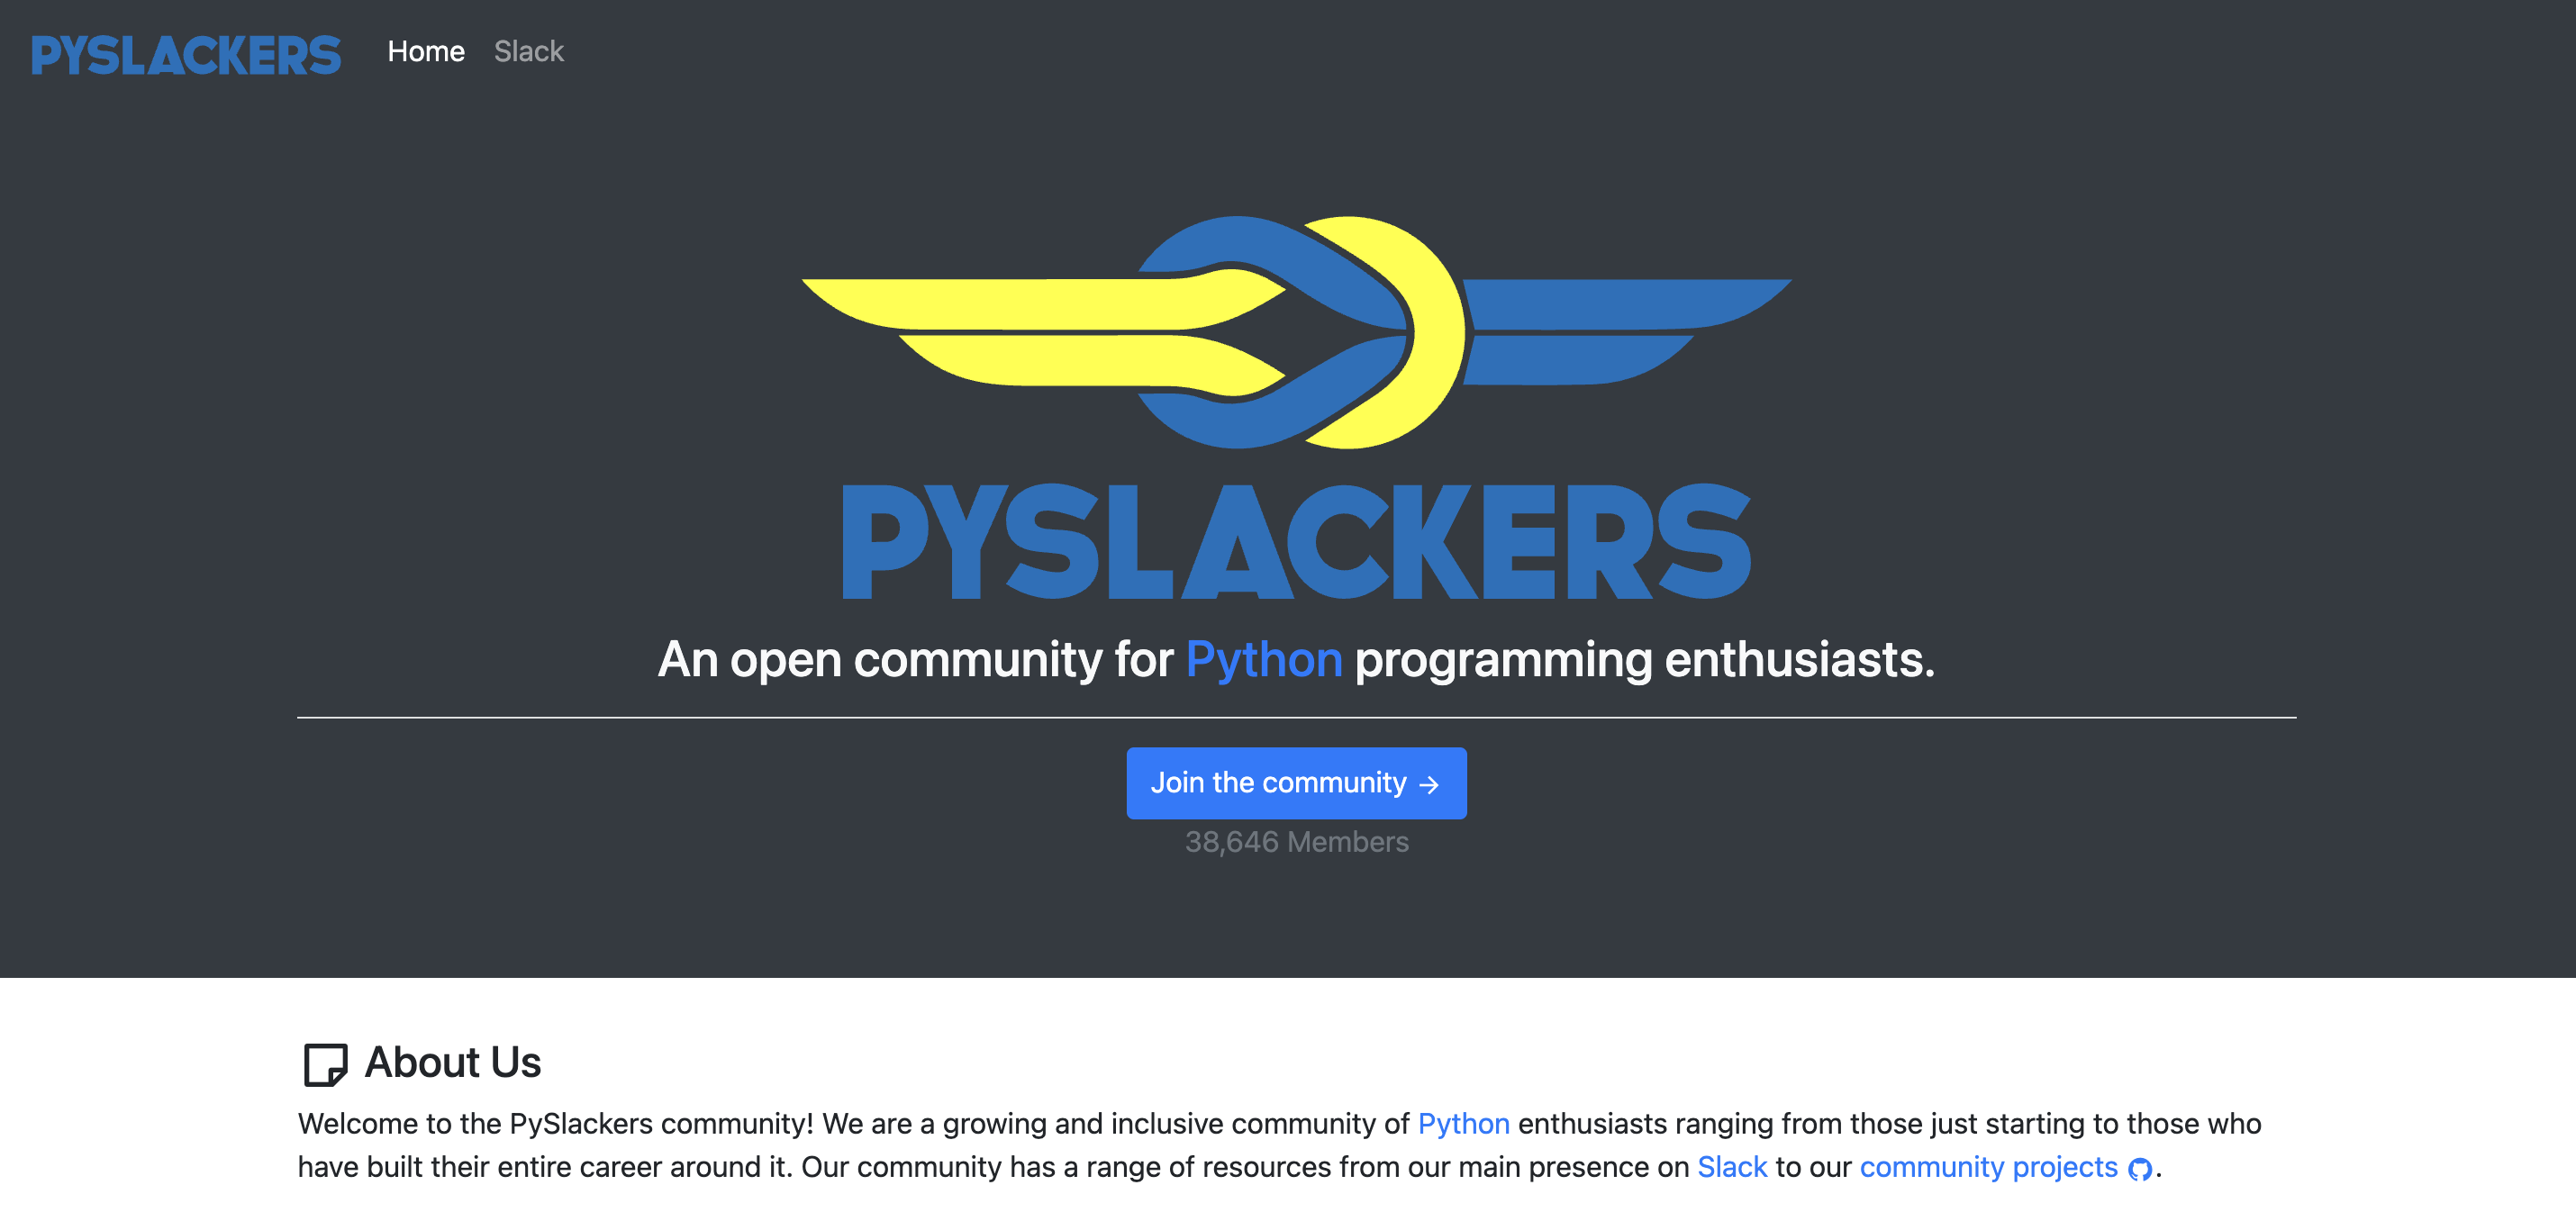 PYSLACKERS Home Slack
PYSLACKERS
An open community for Python programming enthusiasts.
Join the community →
38,646 Members
About Us
Welcome to the PySlackers community! We are a growing and inclusive community of Python enthusiasts ranging from those just starting to those who
have built their entire career around it. Our community has a range of resources from our main presence on Slack to our community projects .